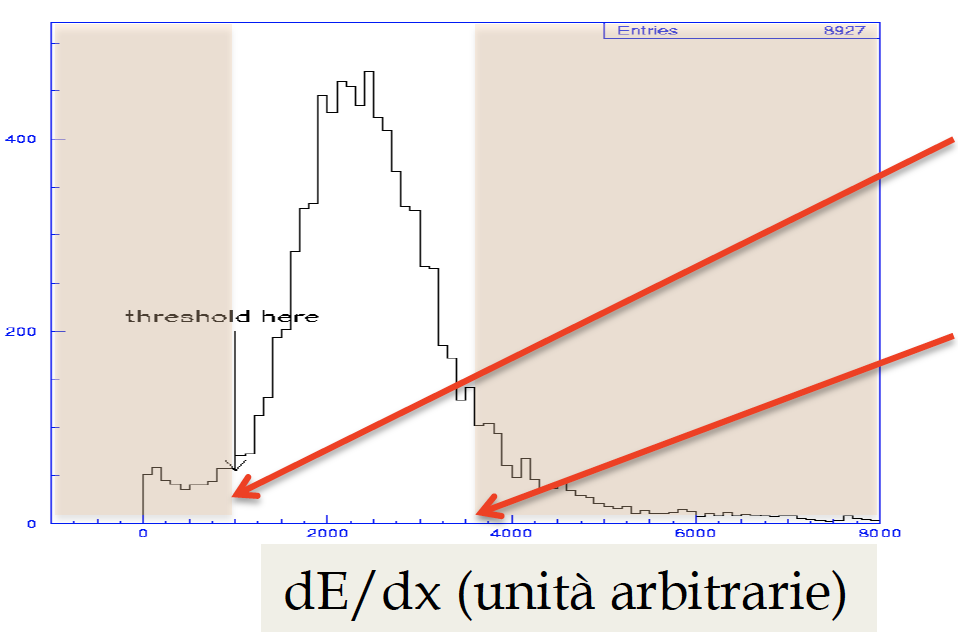 Entries 8927
400
threshold here
200
0
0 2000 4000 6000 8000
dE/dx (unità arbitrarie)